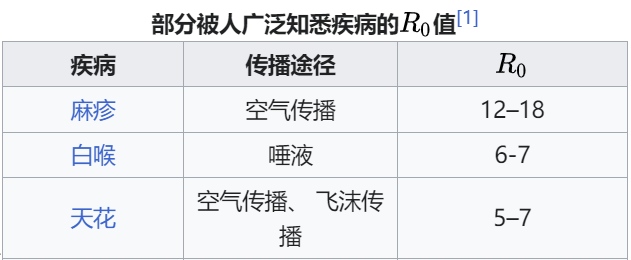 部分被人广泛知悉疾病的R0值[1]
疾病 传播途径 R0
麻疹 空气传播 12–18
白喉 唾液 6-7
天花 空气传播、 飞沫传 5–7
播